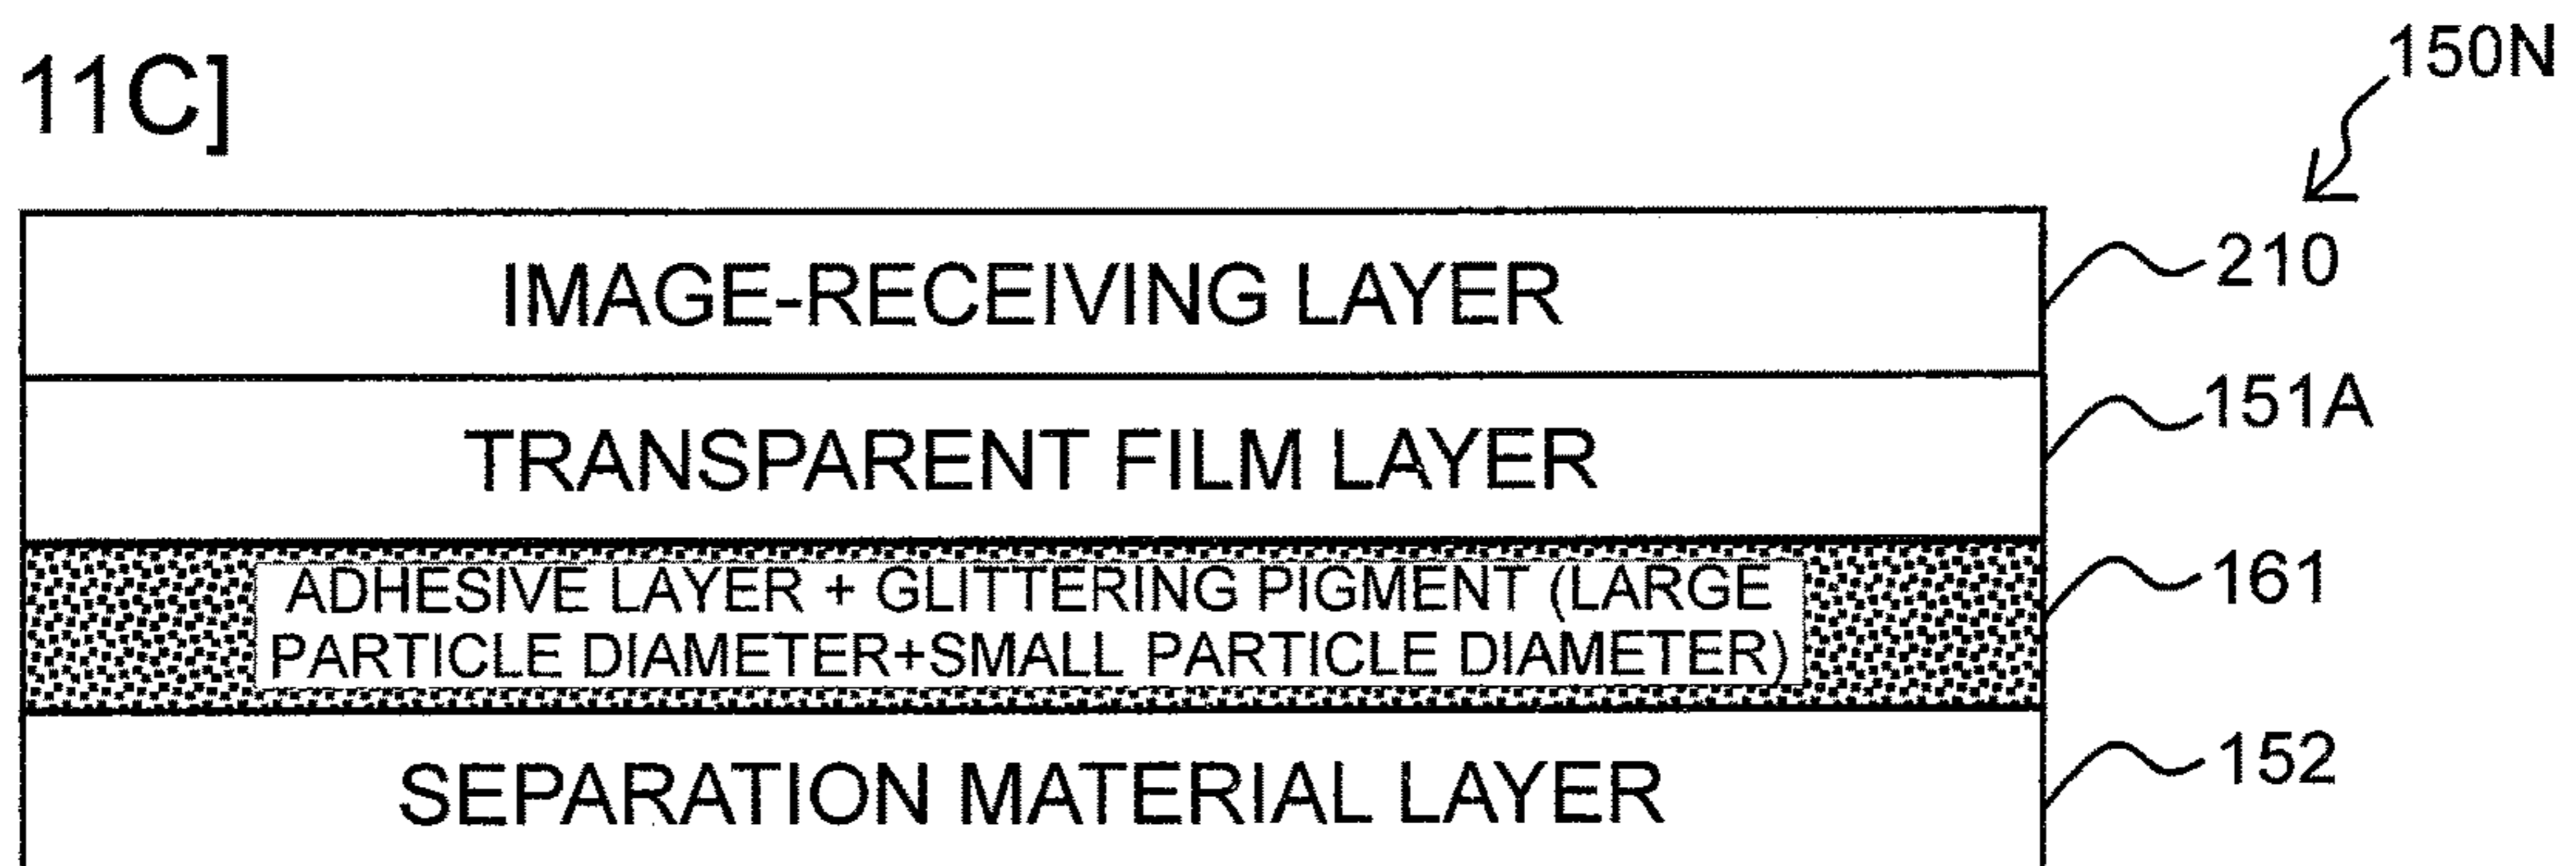 11C]
150N
IMAGE-RECEIVING LAYER
210
TRANSPARENT FILM LAYER
151A
ADHESIVE LAYER + GLITTERING PIGMENT (LARGE
PARTICLE DIAMETER+SMALL PARTICLE DIAMETER)
161
SEPARATION MATERIAL LAYER
152